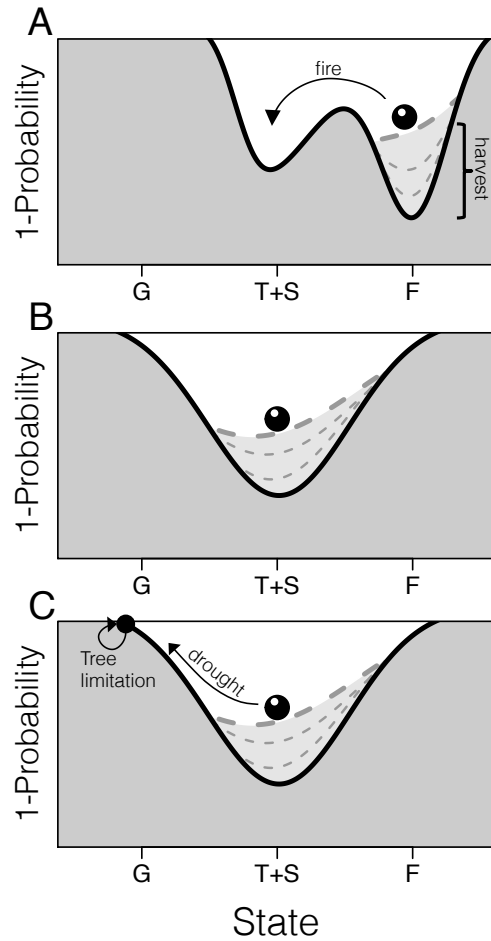 A
1-Probability
fire
harvest
G T+S F
B
1-Probability
G T+S F
C
1-Probability
Tree
limitation
drought
G T+S F
State